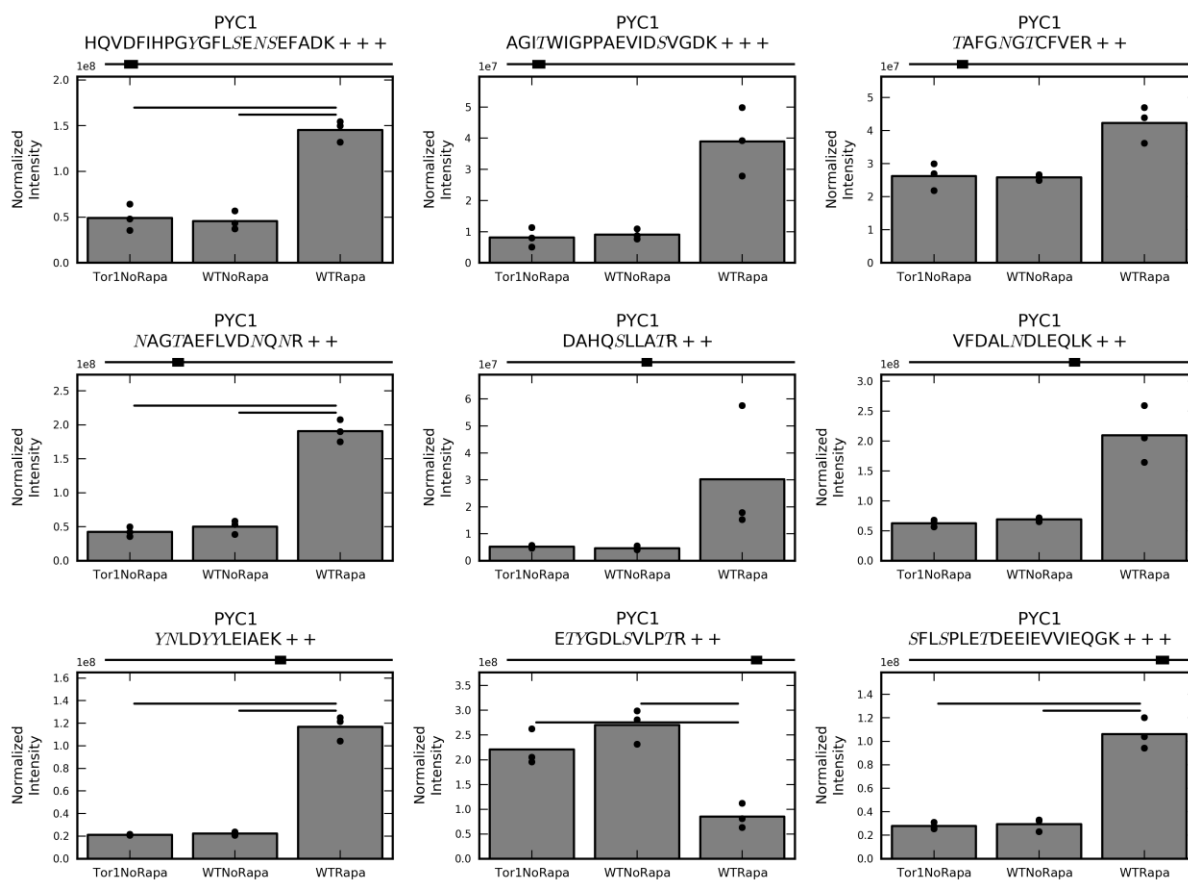 PYC1
HQVDFIHPGYGFLSENSEFADK+++
1e8
2.0
1.5
1.0
0.5
0.0
Normalized
Intensity
Tor1NoRapa WTNoRapa WTRapa
PYC1
AGITWIGPPAEVIDSVGDK+++
1e7
5
4
3
2
1
0
Normalized
Intensity
Tor1NoRapa WTNoRapa WTRapa
PYC1
TAFGNGTCFVER++
1e7
5
4
3
2
1
0
Normalized
Intensity
Tor1NoRapa WTNoRapa WTRapa
PYC1
NAGTAEFLVDNQNR++
1e8
2.5
2.0
1.5
1.0
0.5
0.0
Normalized
Intensity
Tor1NoRapa WTNoRapa WTRapa
PYC1
DAHQSLLATR++
1e7
6
5
4
3
2
1
0
Normalized
Intensity
Tor1NoRapa WTNoRapa WTRapa
PYC1
VFDALNDLEQLK++
1e8
3.0
2.5
2.0
1.5
1.0
0.5
0.0
Normalized
Intensity
Tor1NoRapa WTNoRapa WTRapa
PYC1
YNLDYYLEIAEK++
1e8
1.6
1.4
1.2
1.0
0.8
0.6
0.4
0.2
0.0
Normalized
Intensity
Tor1NoRapa WTNoRapa WTRapa
PYC1
ETYGDLSVLPTR++
1e8
3.5
3.0
2.5
2.0
1.5
1.0
0.5
0.0
Normalized
Intensity
Tor1NoRapa WTNoRapa WTRapa
PYC1
SFLSPLETDEEIEVVIEQGK+++
1e8
1.4
1.2
1.0
0.8
0.6
0.4
0.2
0.0
Normalized
Intensity
Tor1NoRapa WTNoRapa WTRapa